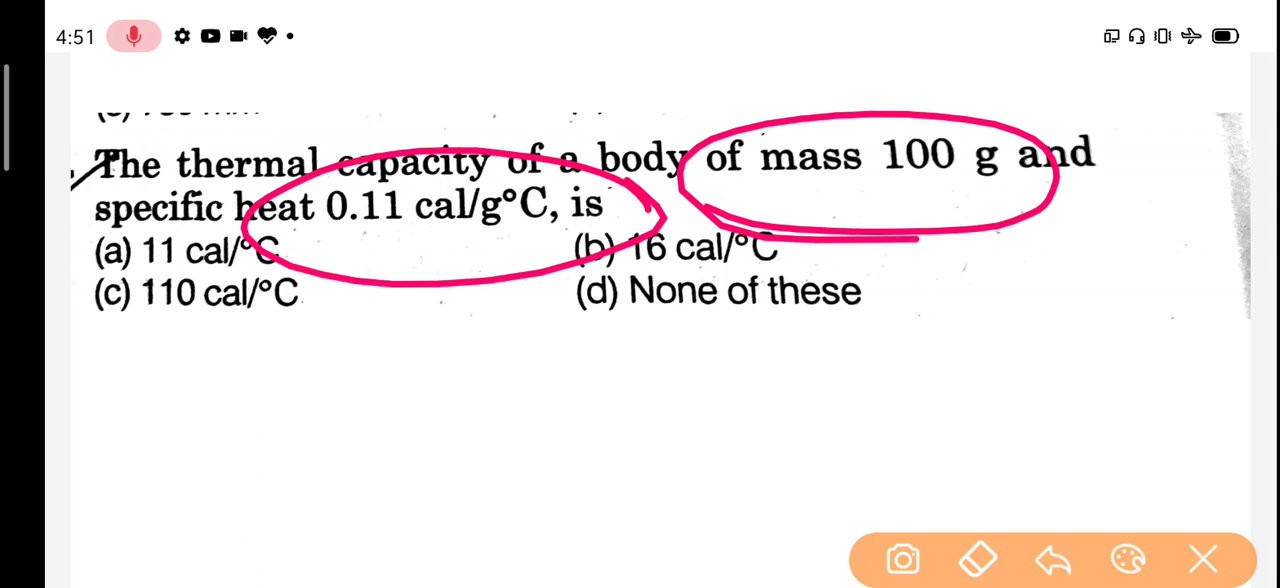 4:51
The thermal capacity of a body of mass 100 g and
specific heat 0.11 cal/g°C, is
(a) 11 cal/°C (b) 16 cal/°C
(c) 110 cal/°C (d) None of these